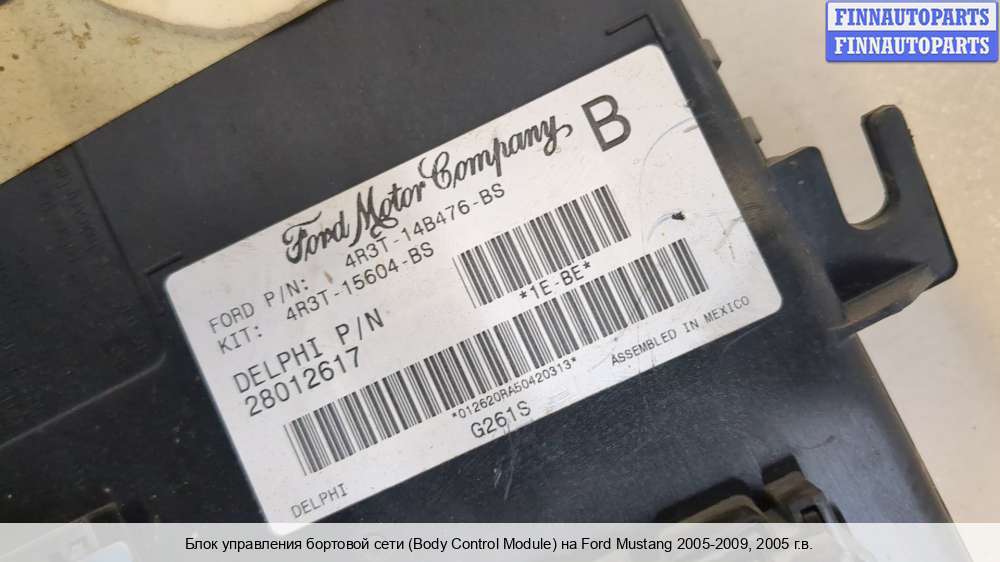 FINNAUTOPARTS
FINNAUTOPARTS
Ford Motor Company
B
FORD P/N: 4R3T-14B476-BS
KIT: 4R3T-15604-BS
*1E-BE*
DELPHI P/N
28012617
*012620RA50420313*
ASSEMBLED IN MEXICO
G261S
DELPHI
Блок управления бортовой сети (Body Control Module) на Ford Mustang 2005-2009, 2005 г.в.